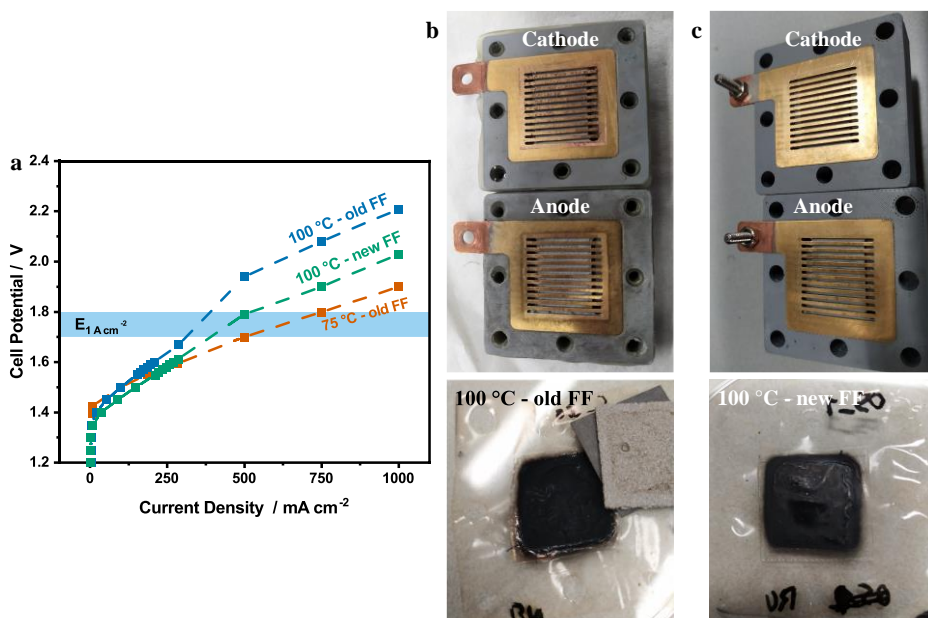 a
2.4
2.2
2.0
1.8
1.6
1.4
1.2
Cell Potential / V
0
250
500
750
1000
Current Density / mA cm-2
100 °C - old FF
100 °C - new FF
75 °C - old FF
E1 A cm-2
b
Cathode
Anode
100 °C - old FF
c
Cathode
Anode
100 °C - new FF